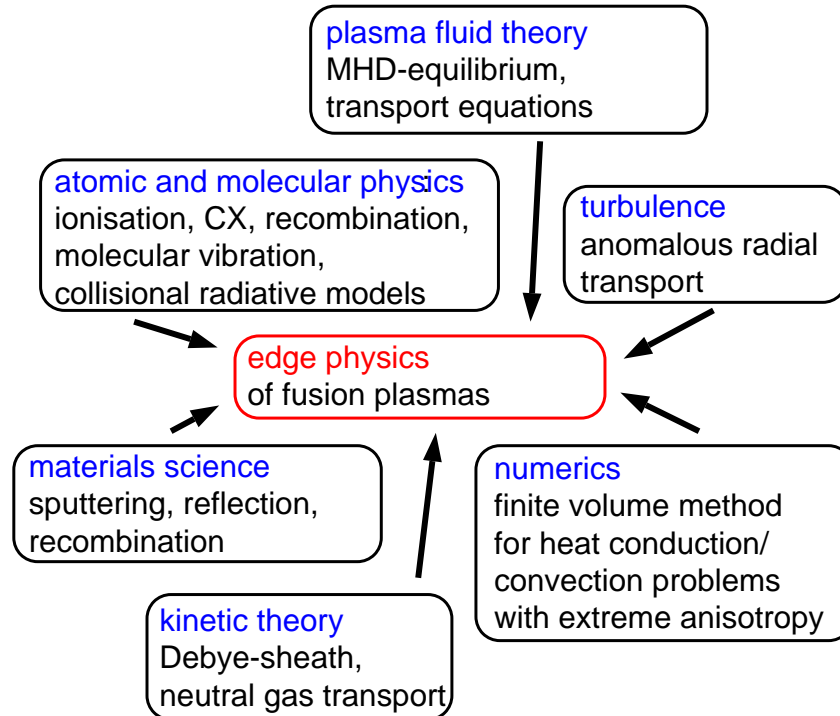 plasma fluid theory
MHD-equilibrium,
transport equations
atomic and molecular physics:
ionisation, CX, recombination,
molecular vibration,
collisional radiative models
turbulence
anomalous radial
transport
edge physics
of fusion plasmas
materials science
sputtering, reflection,
recombination
numerics
finite volume method
for heat conduction/
convection problems
with extreme anisotropy
kinetic theory
Debye-sheath,
neutral gas transport